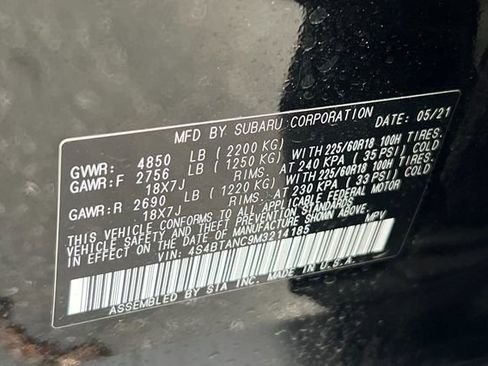 MFD BY SUBARU CORPORATION DATE: 05/21
GVWR: 4850 LB (2200 KG)
GAWR:F 2756 LB (1250 KG) WITH 225/60R18 100H TIRES.
18X7J RIMS. AT 240 KPA (35 PSI) COLD
GAWR:R 2690 LB (1220 KG) WITH 225/60R18 100H TIRES.
18X7J RIMS. AT 230 KPA (33 PSI) COLD
THIS VEHICLE CONFORMS TO ALL APPLICABLE FEDERAL MOTOR
VEHICLE SAFETY AND THEFT PREVENTION STANDARDS
IN EFFECT ON THE DATE OF MANUFACTURE SHOWN ABOVE.
VIN: 4S4BTANC9M3214185 MPV
ASSEMBLED BY SIA INC. MADE IN U.S.A.